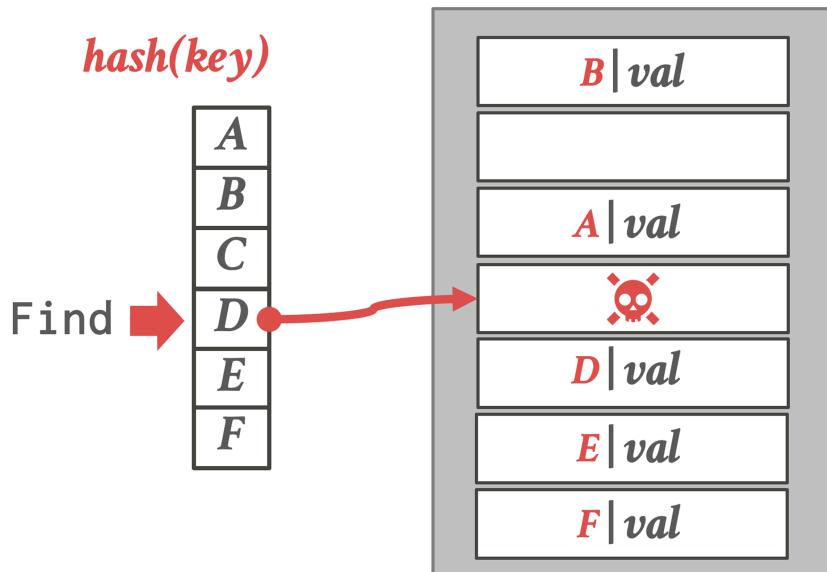 hash(key)
A
B
C
Find
D
E
F
B|val
A|val
D|val
E|val
F|val